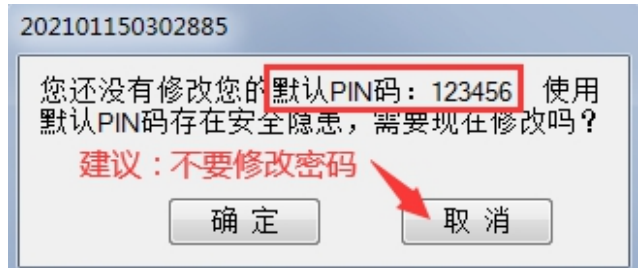 202101150302885
您还没有修改您的默认PIN码：123456 使用
默认PIN码存在安全隐患，需要现在修改吗？
建议：不要修改密码
确 定
取 消